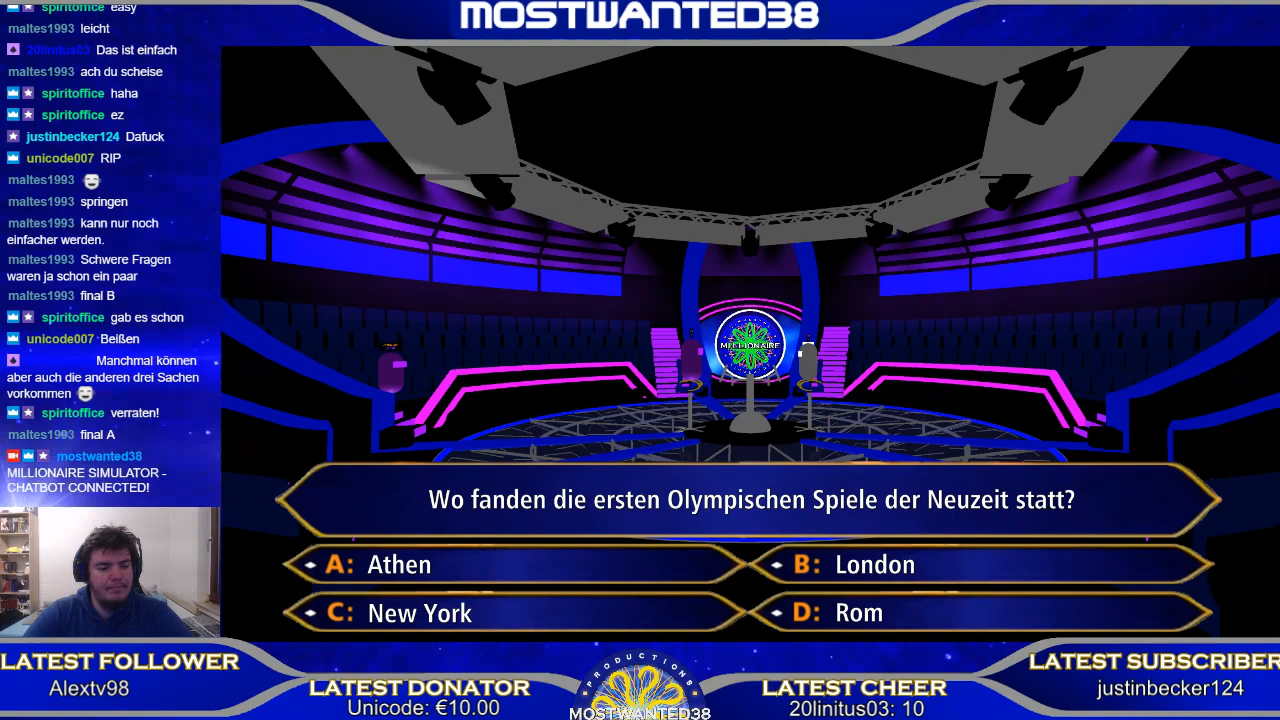 MOSTWANTED38
spiritoffice easy
maltes1993 leicht
20linitus03 Das ist einfach
maltes1993 ach du scheise
spiritoffice haha
spiritoffice ez
justinbecker124 Dafuck
unicode007 RIP
maltes1993
maltes1993 springen
maltes1993 kann nur noch
einfacher werden.
maltes1993 Schwere Fragen
waren ja schon ein paar
maltes1993 final B
spiritoffice gab es schon
unicode007 Beißen
Manchmal können
aber auch die anderen drei Sachen
vorkommen
spiritoffice verraten!
maltes1993 final A
mostwanted38
MILLIONAIRE SIMULATOR -
CHATBOT CONNECTED!
MILLIONAIRE
Wo fanden die ersten Olympischen Spiele der Neuzeit statt?
A: Athen
B: London
C: New York
D: Rom
LATEST FOLLOWER
Alextv98
LATEST DONATOR
Unicode: €10.00
PRODUCTIONS
MOSTWANTED38
LATEST CHEER
20linitus03: 10
LATEST SUBSCRIBER
justinbecker124